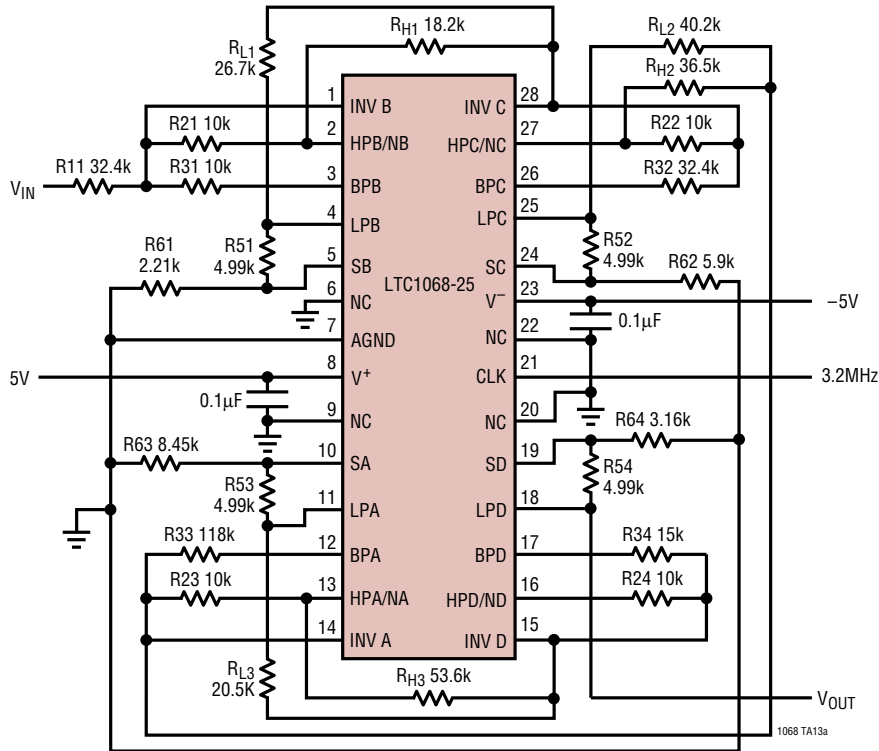 RH1 18.2k
RL2 40.2k
RL1
26.7k
RH2 36.5k
1 INV B INV C 28
R21 10k 2 HPB/NB HPC/NC 27 R22 10k
R11 32.4k
VIN
R31 10k 3 BPB BPC 26 R32 32.4k
4 LPB LPC 25
R61
2.21k
R51
4.99k
R52
4.99k
5 SB SC 24 R62 5.9k
LTC1068-25
6 NC V– 23 –5V
7 AGND NC 22 0.1µF
5V 8 V+ CLK 21 3.2MHz
0.1µF
9 NC NC 20
R63 8.45k 10 SA SD 19 R64 3.16k
R53
4.99k
R54
4.99k
11 LPA LPD 18
R33 118k 12 BPA BPD 17 R34 15k
R23 10k 13 HPA/NA HPD/ND 16 R24 10k
14 INV A INV D 15
RL3
20.5K
RH3 53.6k
VOUT
1068 TA13a